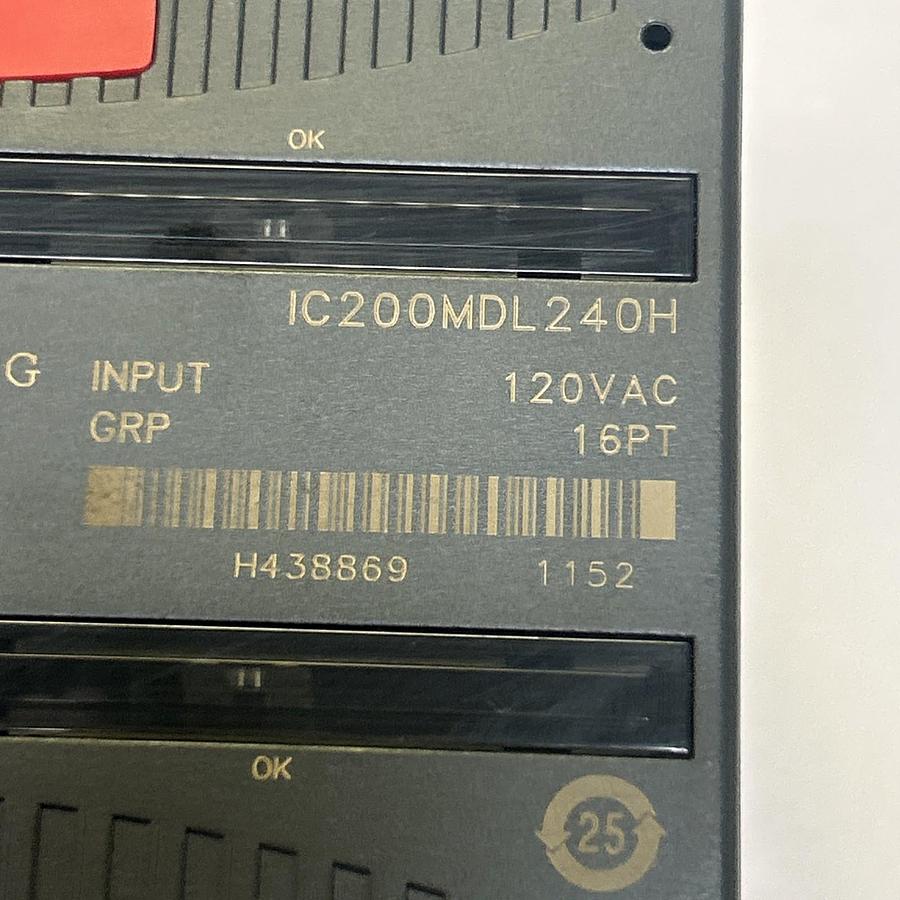 OK
IC200MDL240H
G INPUT 120VAC
GRP 16PT
H438869 1152
OK
25